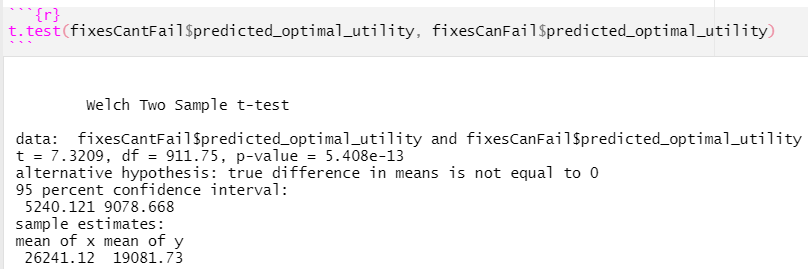 ```{r}
t.test(fixesCantFail$predicted_optimal_utility, fixesCanFail$predicted_optimal_utility)
```
Welch Two Sample t-test
data:  fixesCantFail$predicted_optimal_utility and fixesCanFail$predicted_optimal_utility
t = 7.3209, df = 911.75, p-value = 5.408e-13
alternative hypothesis: true difference in means is not equal to 0
95 percent confidence interval:
 5240.121 9078.668
sample estimates:
mean of x mean of y
 26241.12  19081.73